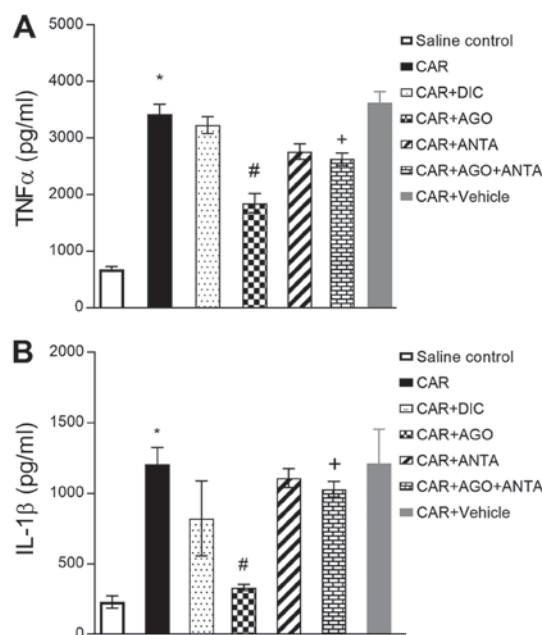 A
TNFα (pg/ml)
5000
4000
3000
2000
1000
0
*
#
+
Saline control
CAR
CAR+DIC
CAR+AGO
CAR+ANTA
CAR+AGO+ANTA
CAR+Vehicle
B
IL-1β (pg/ml)
2000
1500
1000
500
0
*
#
+
Saline control
CAR
CAR+DIC
CAR+AGO
CAR+ANTA
CAR+AGO+ANTA
CAR+Vehicle